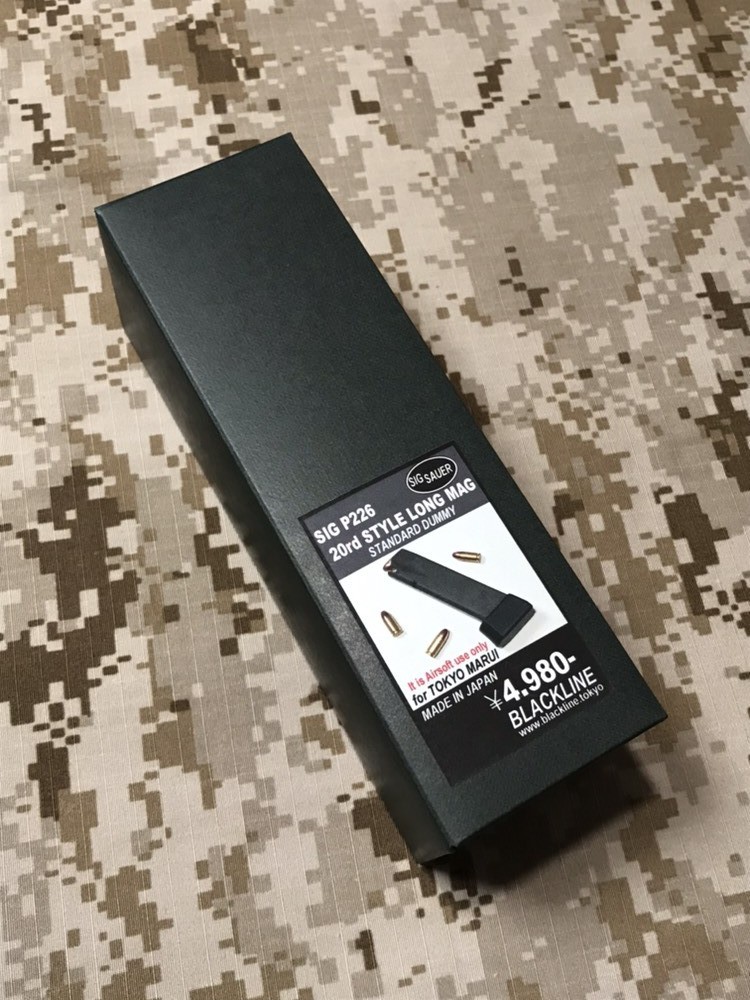 SIG SAUER
SIG P226
20rd STYLE LONG MAG
STANDARD DUMMY
It is Airsoft use only
for TOKYO MARUI
MADE IN JAPAN
¥4.980-
BLACKLINE
www.blackline.tokyo